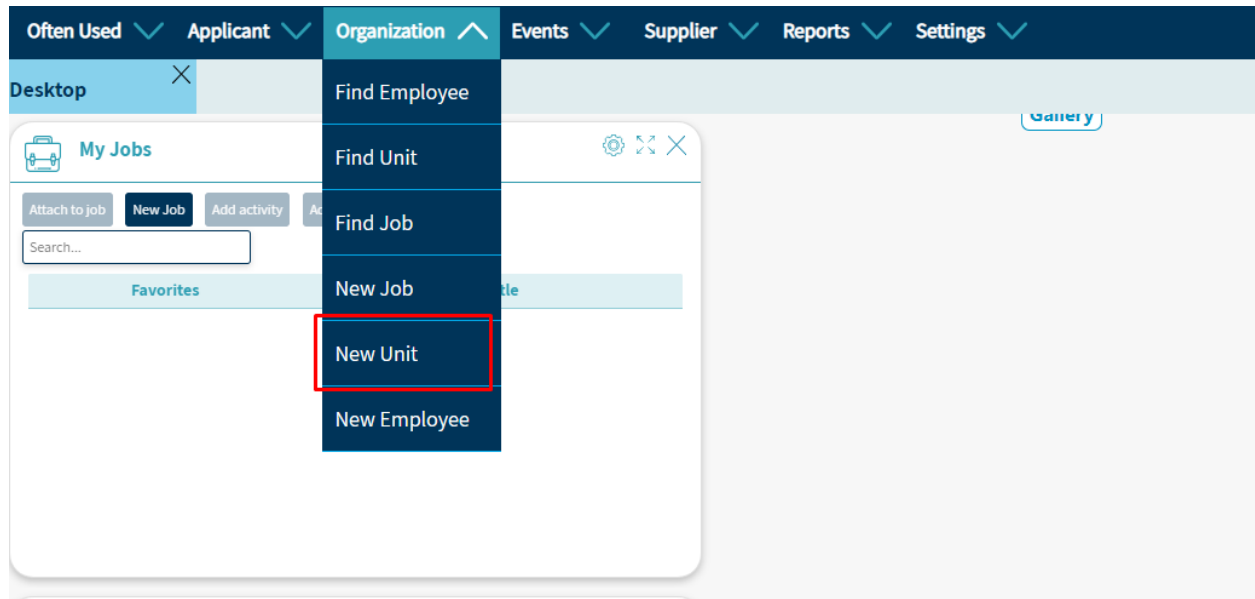 Often Used Applicant Organization Events Supplier Reports Settings
Desktop
Find Employee
Find Unit
Find Job
New Job
New Unit
New Employee
Gallery
My Jobs
Attach to job New Job Add activity
Search...
Favorites